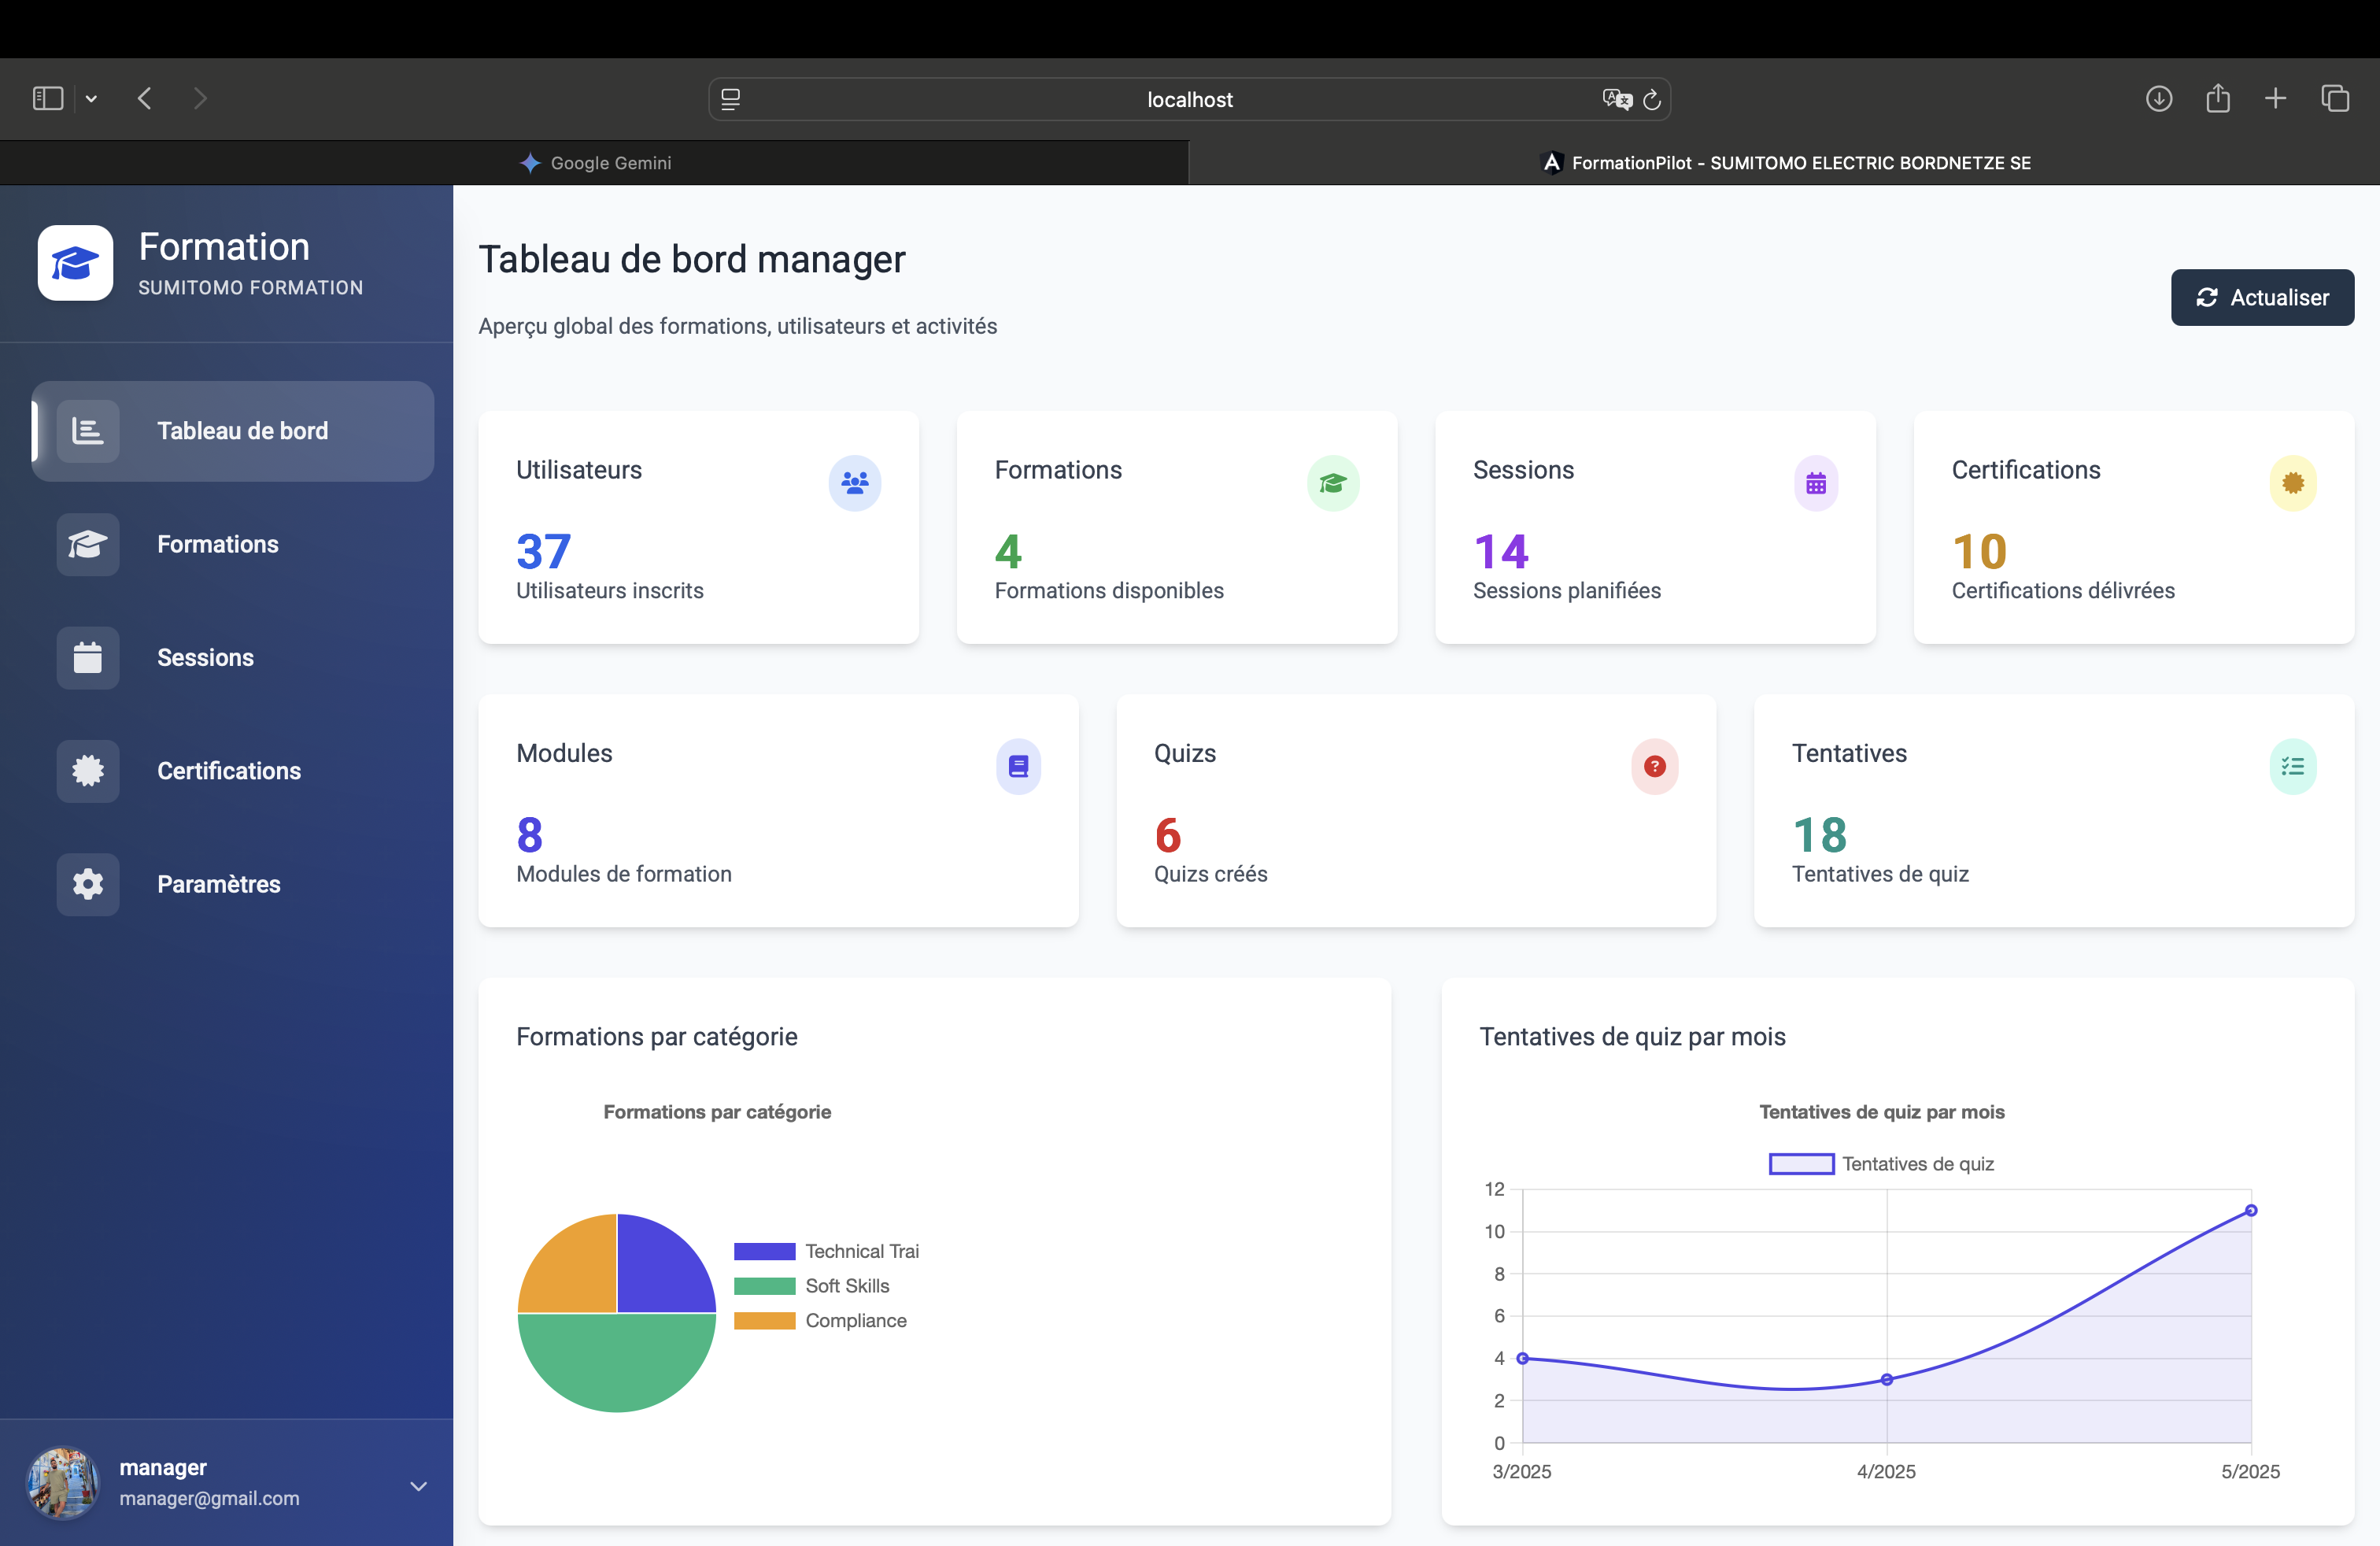 localhost
Google Gemini
FormationPilot - SUMITOMO ELECTRIC BORDNETZE SE
Formation
SUMITOMO FORMATION
Tableau de bord
Formations
Sessions
Certifications
Paramètres
manager
manager@gmail.com
Tableau de bord manager
Aperçu global des formations, utilisateurs et activités
Actualiser
Utilisateurs
37
Utilisateurs inscrits
Formations
4
Formations disponibles
Sessions
14
Sessions planifiées
Certifications
10
Certifications délivrées
Modules
8
Modules de formation
Quizs
6
Quizs créés
Tentatives
18
Tentatives de quiz
Formations par catégorie
Formations par catégorie
Technical Trai
Soft Skills
Compliance
Tentatives de quiz par mois
Tentatives de quiz par mois
Tentatives de quiz
12
10
8
6
4
2
0
3/2025
4/2025
5/2025